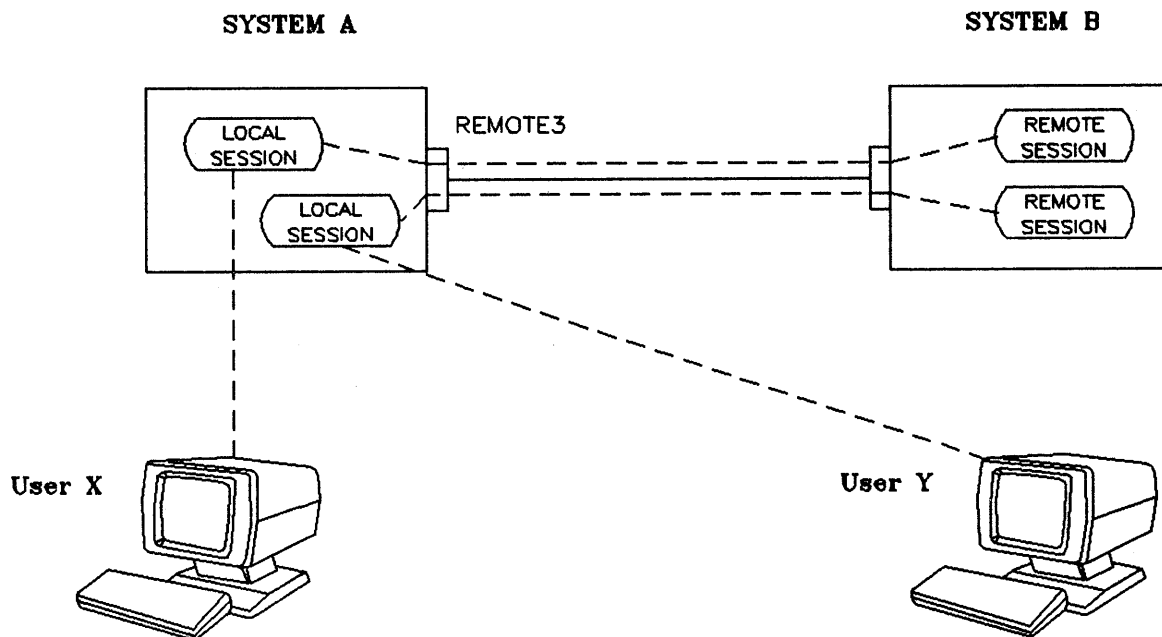 SYSTEM A
SYSTEM B
LOCAL
SESSION
REMOTE3
REMOTE
SESSION
LOCAL
SESSION
REMOTE
SESSION
User X
User Y